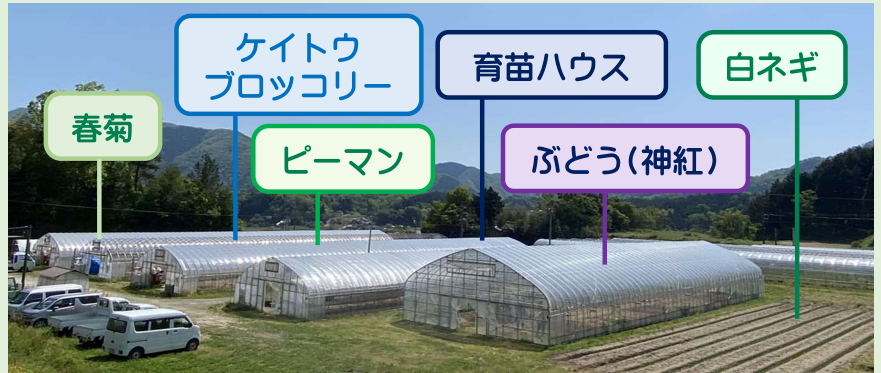 春菊
ケイトウ
ブロッコリー
ピーマン
育苗ハウス
ぶどう(神紅)
白ネギ